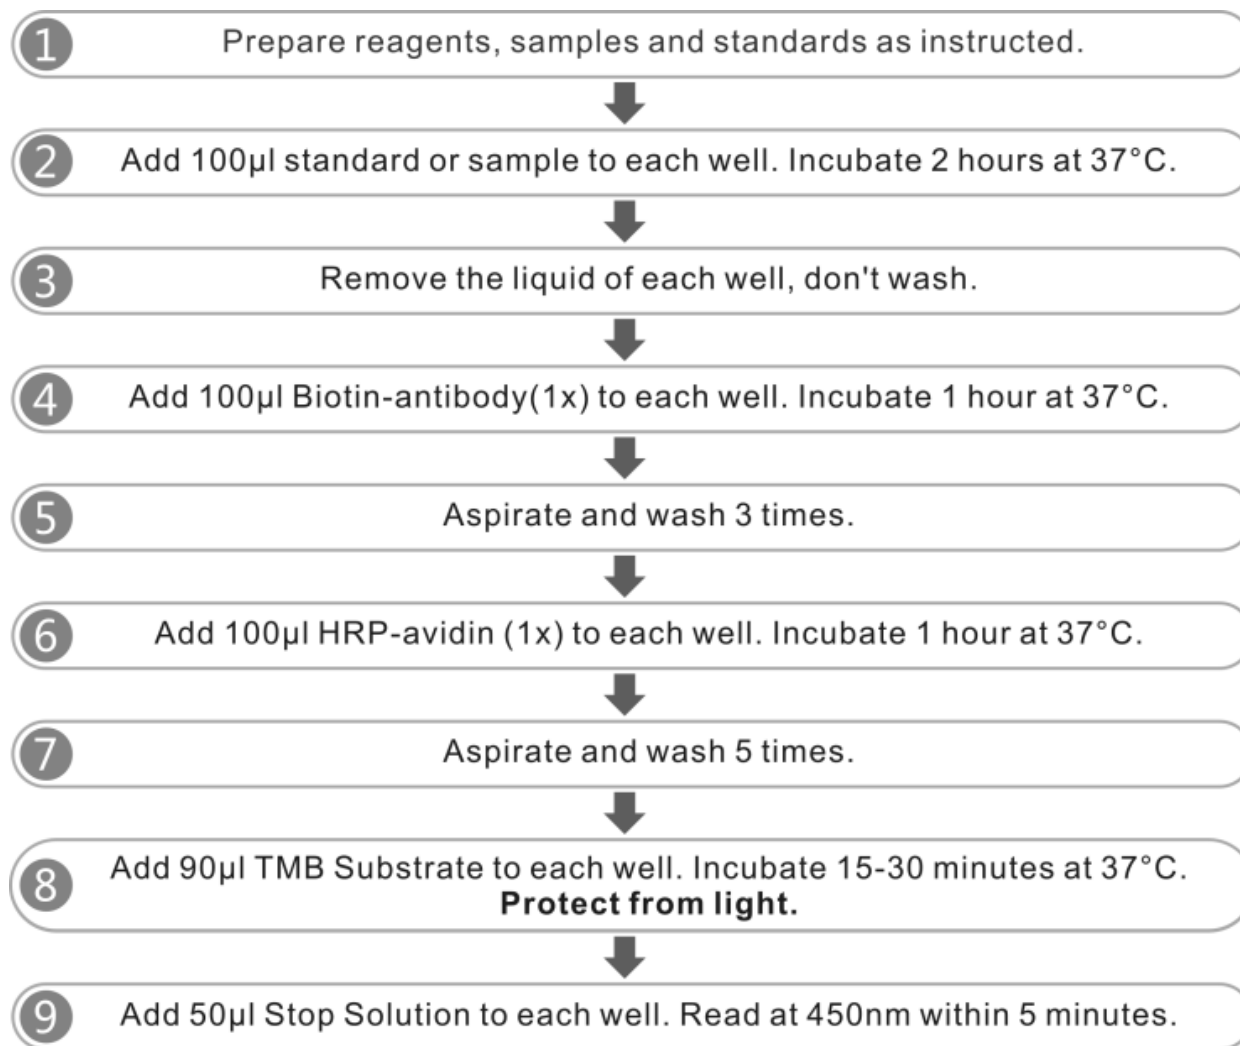 1 Prepare reagents, samples and standards as instructed.
2 Add 100µl standard or sample to each well. Incubate 2 hours at 37°C.
3 Remove the liquid of each well, don't wash.
4 Add 100µl Biotin-antibody(1x) to each well. Incubate 1 hour at 37°C.
5 Aspirate and wash 3 times.
6 Add 100µl HRP-avidin (1x) to each well. Incubate 1 hour at 37°C.
7 Aspirate and wash 5 times.
8 Add 90µl TMB Substrate to each well. Incubate 15-30 minutes at 37°C.
Protect from light.
9 Add 50µl Stop Solution to each well. Read at 450nm within 5 minutes.